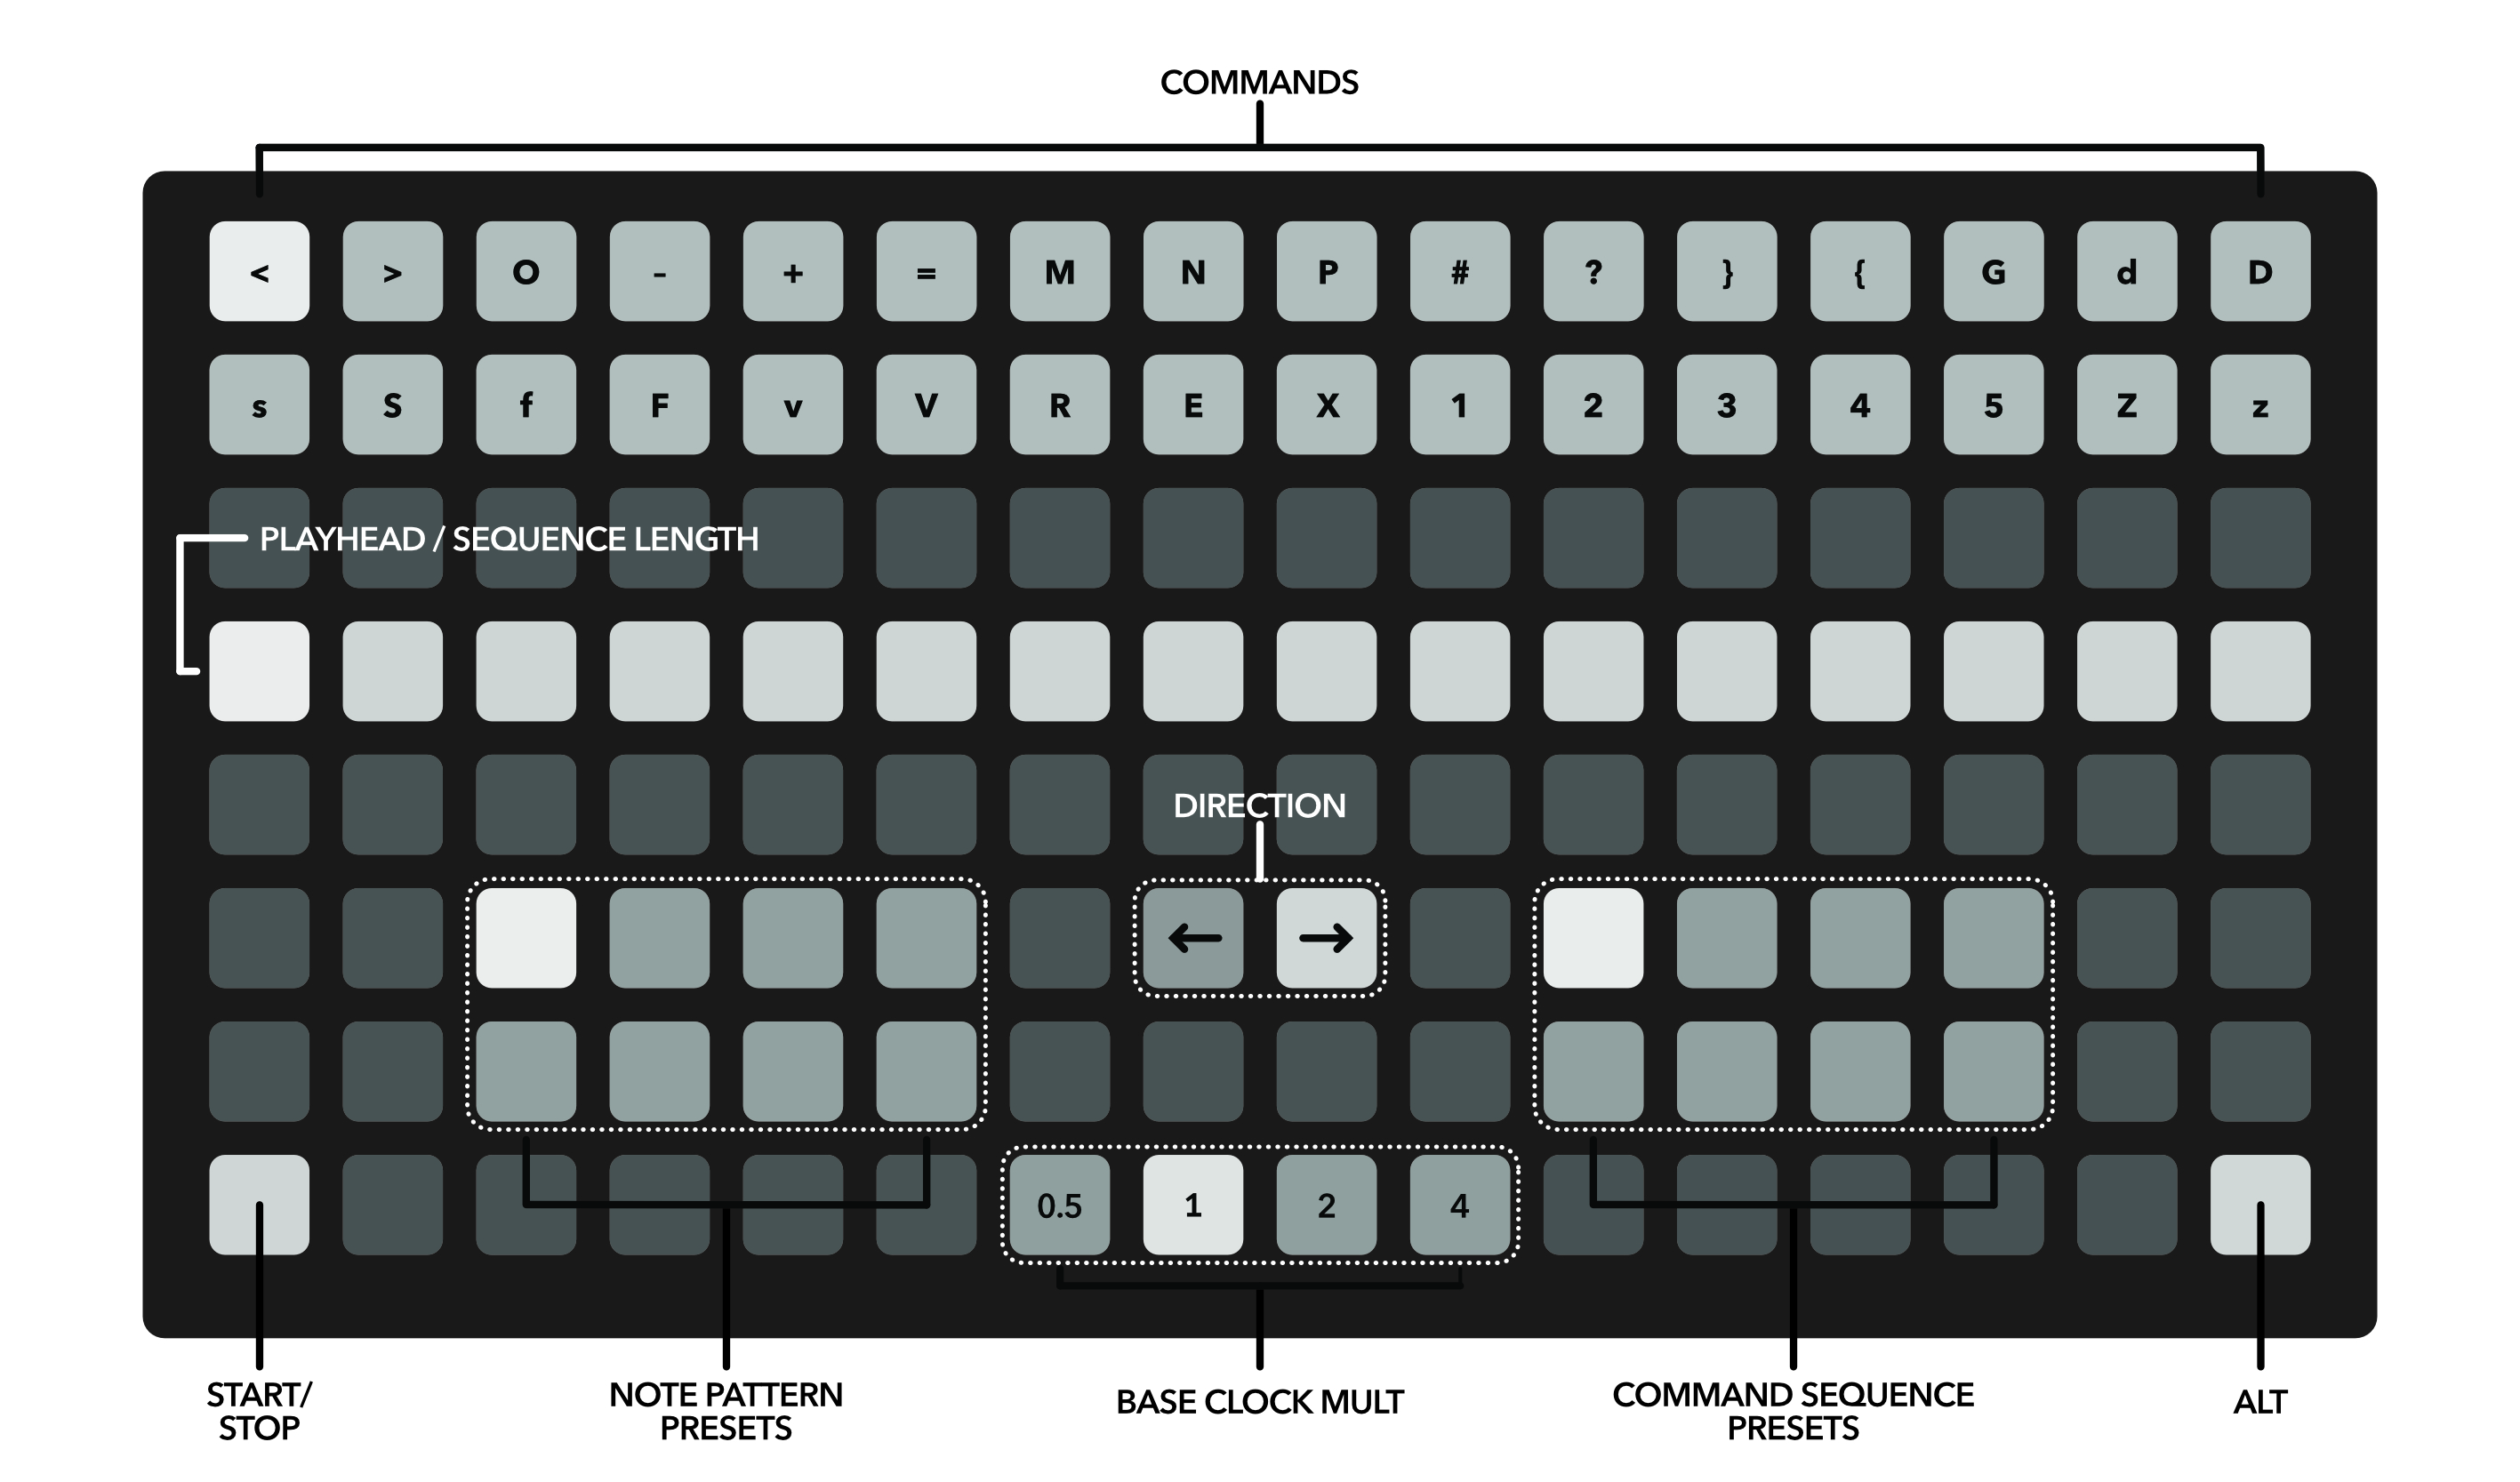 COMMANDS
< > O - + = M N P # ? } { G d D
s S f F v V R E X 1 2 3 4 5 Z z
PLAYHEAD / SEQUENCE LENGTH
DIRECTION
← →
0.5 1 2 4
START/
STOP
NOTE PATTERN
PRESETS
BASE CLOCK MULT
COMMAND SEQUENCE
PRESETS
ALT